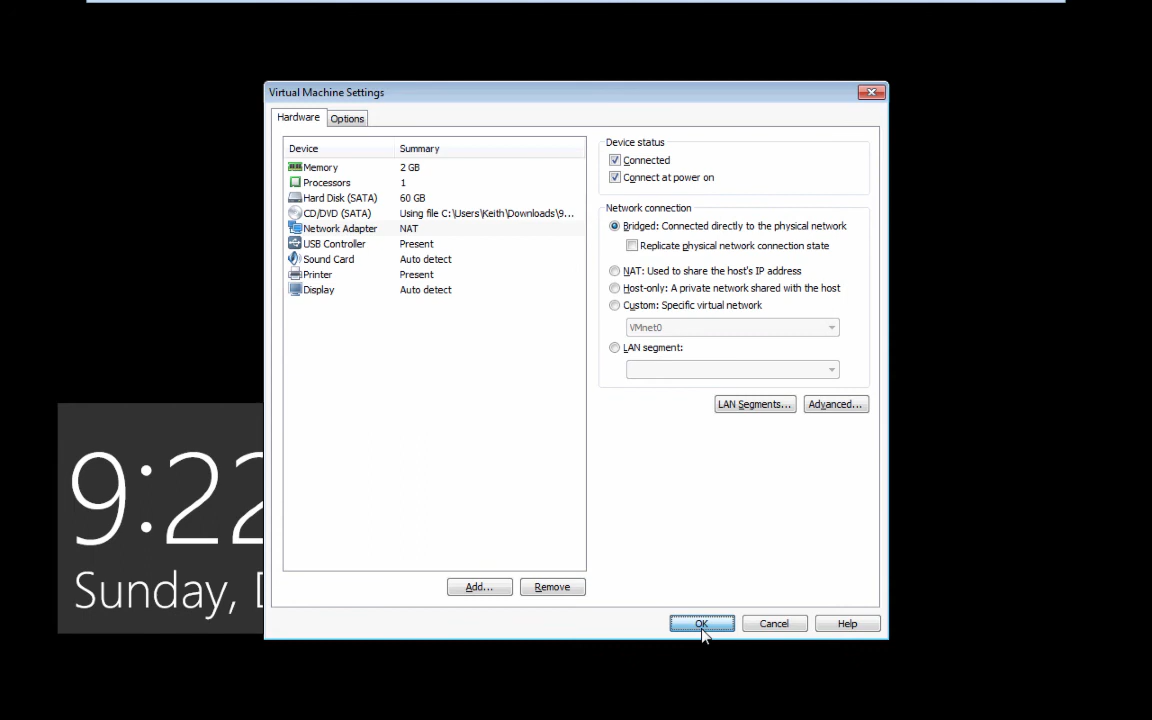 Virtual Machine Settings
Hardware
Options
Device Summary
Memory 2 GB
Processors 1
Hard Disk (SATA) 60 GB
CD/DVD (SATA) Using file C:\Users\Keith\Downloads\9...
Network Adapter NAT
USB Controller Present
Sound Card Auto detect
Printer Present
Display Auto detect
Add...
Remove
Device status
Connected
Connect at power on
Network connection
Bridged: Connected directly to the physical network
Replicate physical network connection state
NAT: Used to share the host's IP address
Host-only: A private network shared with the host
Custom: Specific virtual network
VMnet0
LAN segment:
LAN Segments...
Advanced...
OK
Cancel
Help
9:22
Sunday,